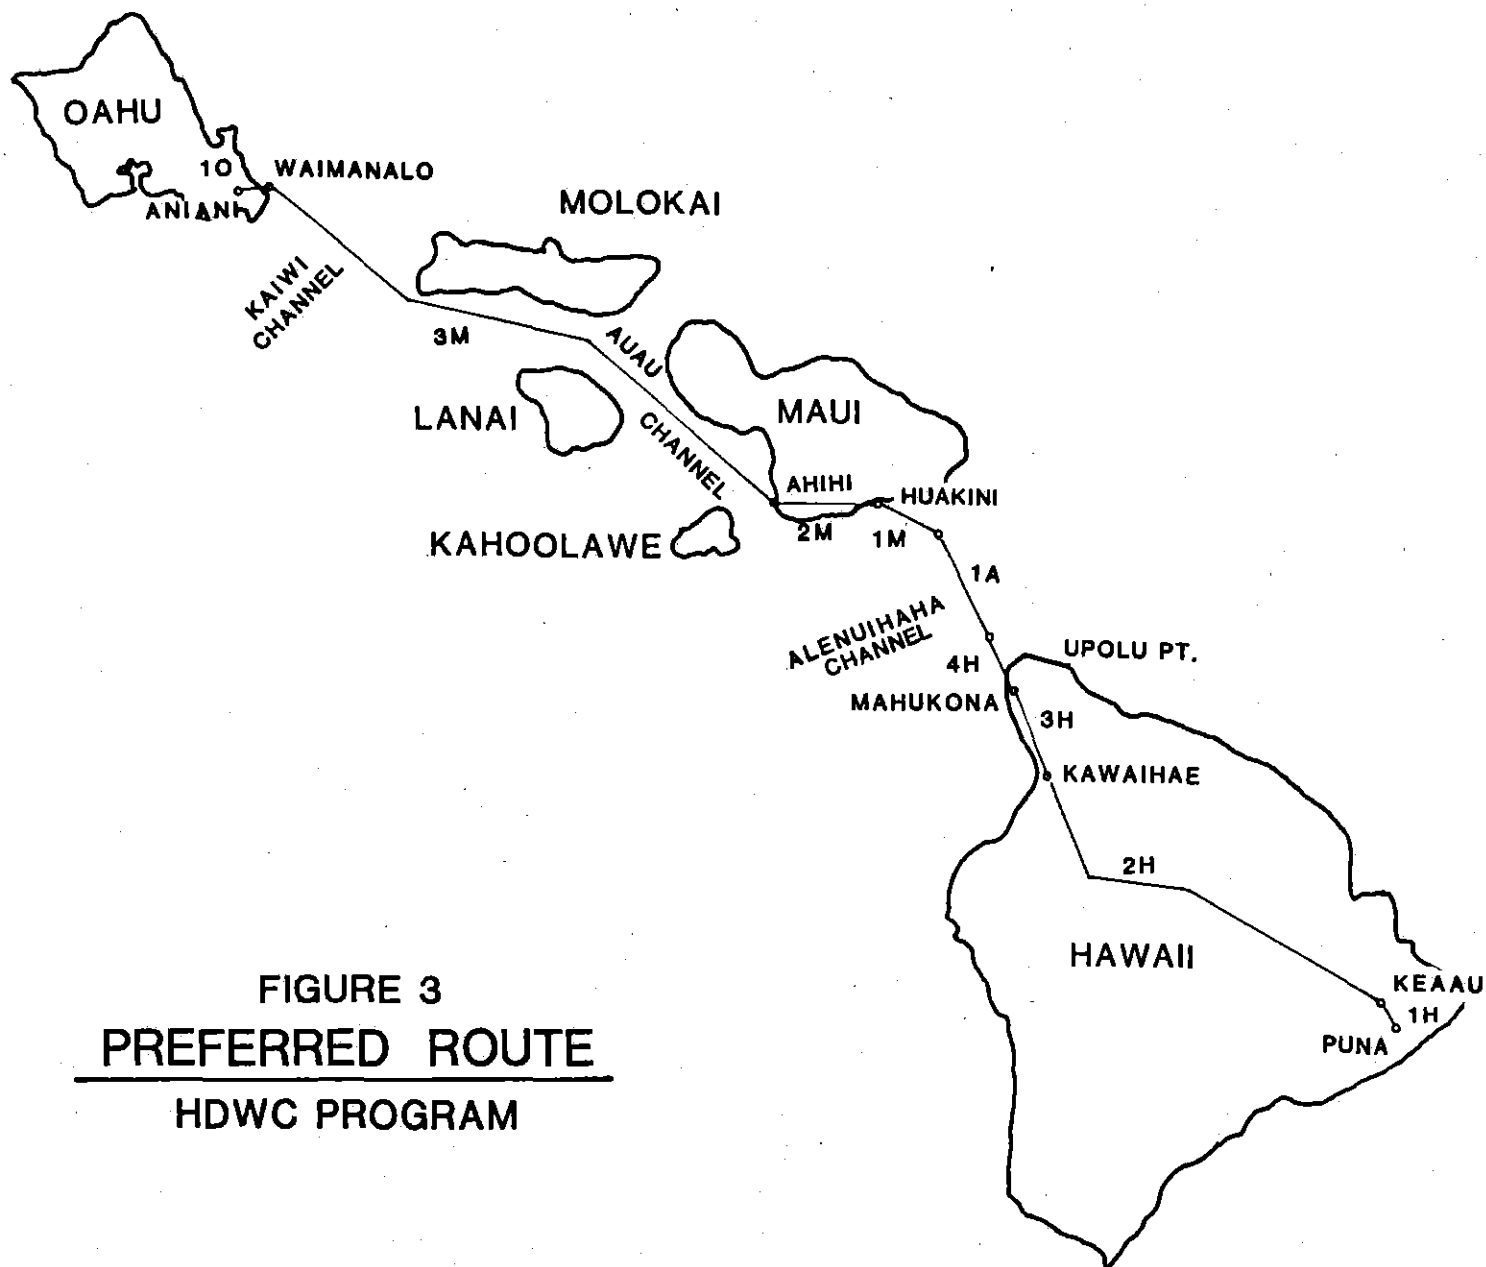 OAHU
10
WAIMANALO
ANIANI
MOLOKAI
KAIWI
CHANNEL
3M
AUAU
CHANNEL
LANAI
MAUI
AHIHI
HUAKINI
2M
1M
KAHOOLAWE
1A
ALENUIHAHA
CHANNEL
4H
UPOLU PT.
MAHUKONA
3H
KAWAIHAE
2H
HAWAII
KEAAU
1H
PUNA
FIGURE 3
PREFERRED ROUTE
HDWC PROGRAM